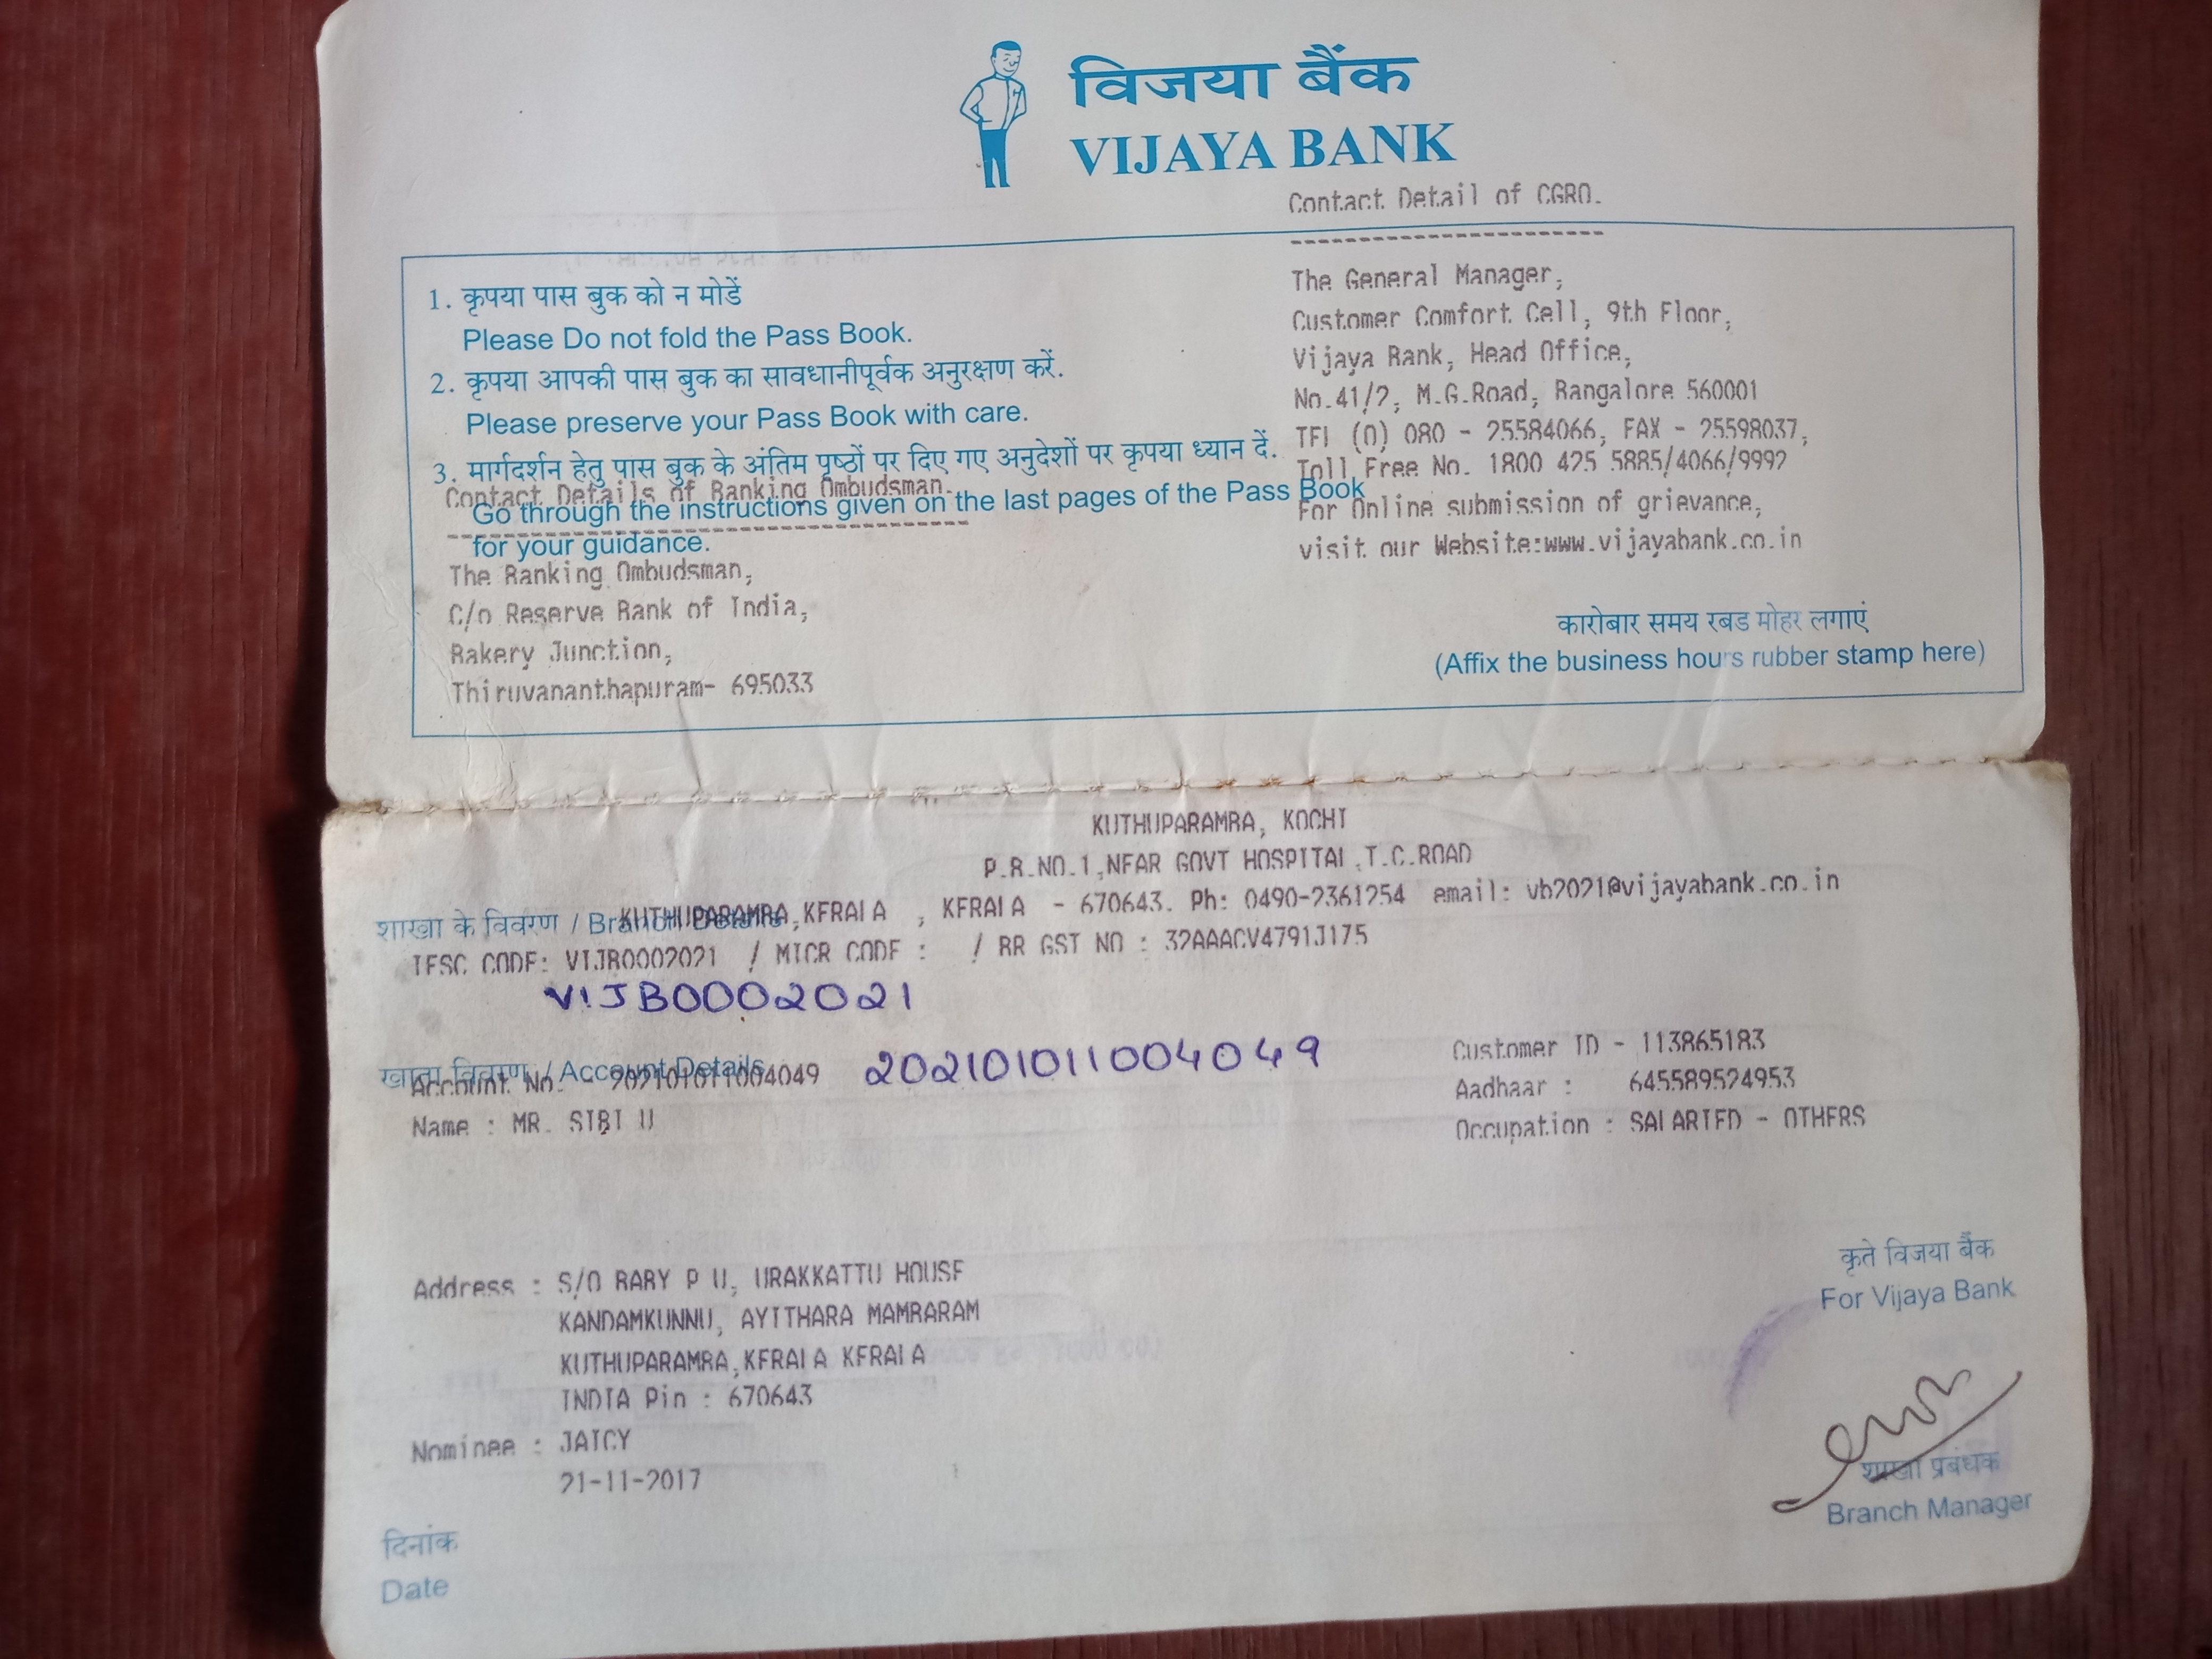 विजया बैंक
VIJAYA BANK
Contact Detail of CGRO.
1. कृपया पास बुक को न मोडें
Please Do not fold the Pass Book.
2. कृपया आपकी पास बुक का सावधानीपूर्वक अनुरक्षण करें.
Please preserve your Pass Book with care.
3. मार्गदर्शन हेतु पास बुक के अंतिम पृष्ठों पर दिए गए अनुदेशों पर कृपया ध्यान दें.
Go through the instructions given on the last pages of the Pass Book
for your guidance.
The General Manager,
Customer Comfort Cell, 9th Floor,
Vijaya Bank, Head Office,
No.41/2, M.G.Road, Bangalore 560001
TEL (O) 080 - 25584066, FAX - 25598037,
Toll Free No. 1800 425 5885/4066/9992
For Online submission of grievance,
visit our Website:www.vijayabank.co.in
Contact Details of Banking Ombudsman.
The Banking Ombudsman,
C/o Reserve Bank of India,
Bakery Junction,
Thiruvananthapuram- 695033
कारोबार समय रबड मोहर लगाएं
(Affix the business hours rubber stamp here)
KUTHUPARAMBA, KOCHI
P.B.NO.1,NEAR GOVT HOSPITAL,T.C.ROAD
KUTHUPARAMBA,KERALA , KERALA - 670643. Ph: 0490-2361254 email: vb2021@vijayabank.co.in
शाखा के विवरण / Branch Details
IFSC CODE: VIJB0002021 / MICR CODE : / BR GST NO : 32AAACV4791J1Z5
VIJB0002021
खाता विवरण / Account Details
Account No. - 202101011004049 202101011004049
Name : MR. SIBI U
Customer ID - 113865183
Aadhaar : 645589524953
Occupation : SALARIED - OTHERS
Address : S/O BABY P U, URAKKATTU HOUSE
KANDAMKUNNU, AYITHARA MAMBARAM
KUTHUPARAMBA,KERALA KERALA
INDIA Pin : 670643
Nominee : JAICY
21-11-2017
कृते विजया बैंक
For Vijaya Bank
शाखा प्रबंधक
Branch Manager
दिनांक
Date